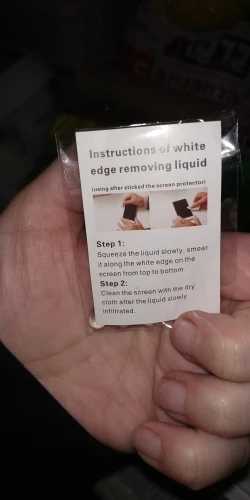 Instructions of white
edge removing liquid
(using after sticked the screen protector)
Step 1:
Squeeze the liquid slowly, smear
it along the white edge on the
screen from top to bottom.
Step 2:
Clean the screen with the dry
cloth after the liquid slowly
infiltrated.